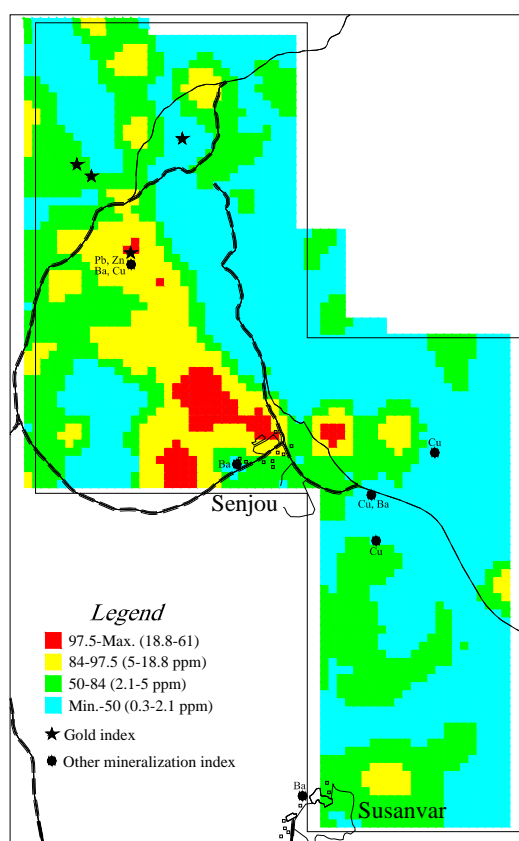 Pb, Zn
Ba, Cu
Cu
Ba
Senjou
Cu, Ba
Cu
Legend
97.5-Max. (18.8-61)
84-97.5 (5-18.8 ppm)
50-84 (2.1-5 ppm)
Min.-50 (0.3-2.1 ppm)
Gold index
Other mineralization index
Ba
Susanvar